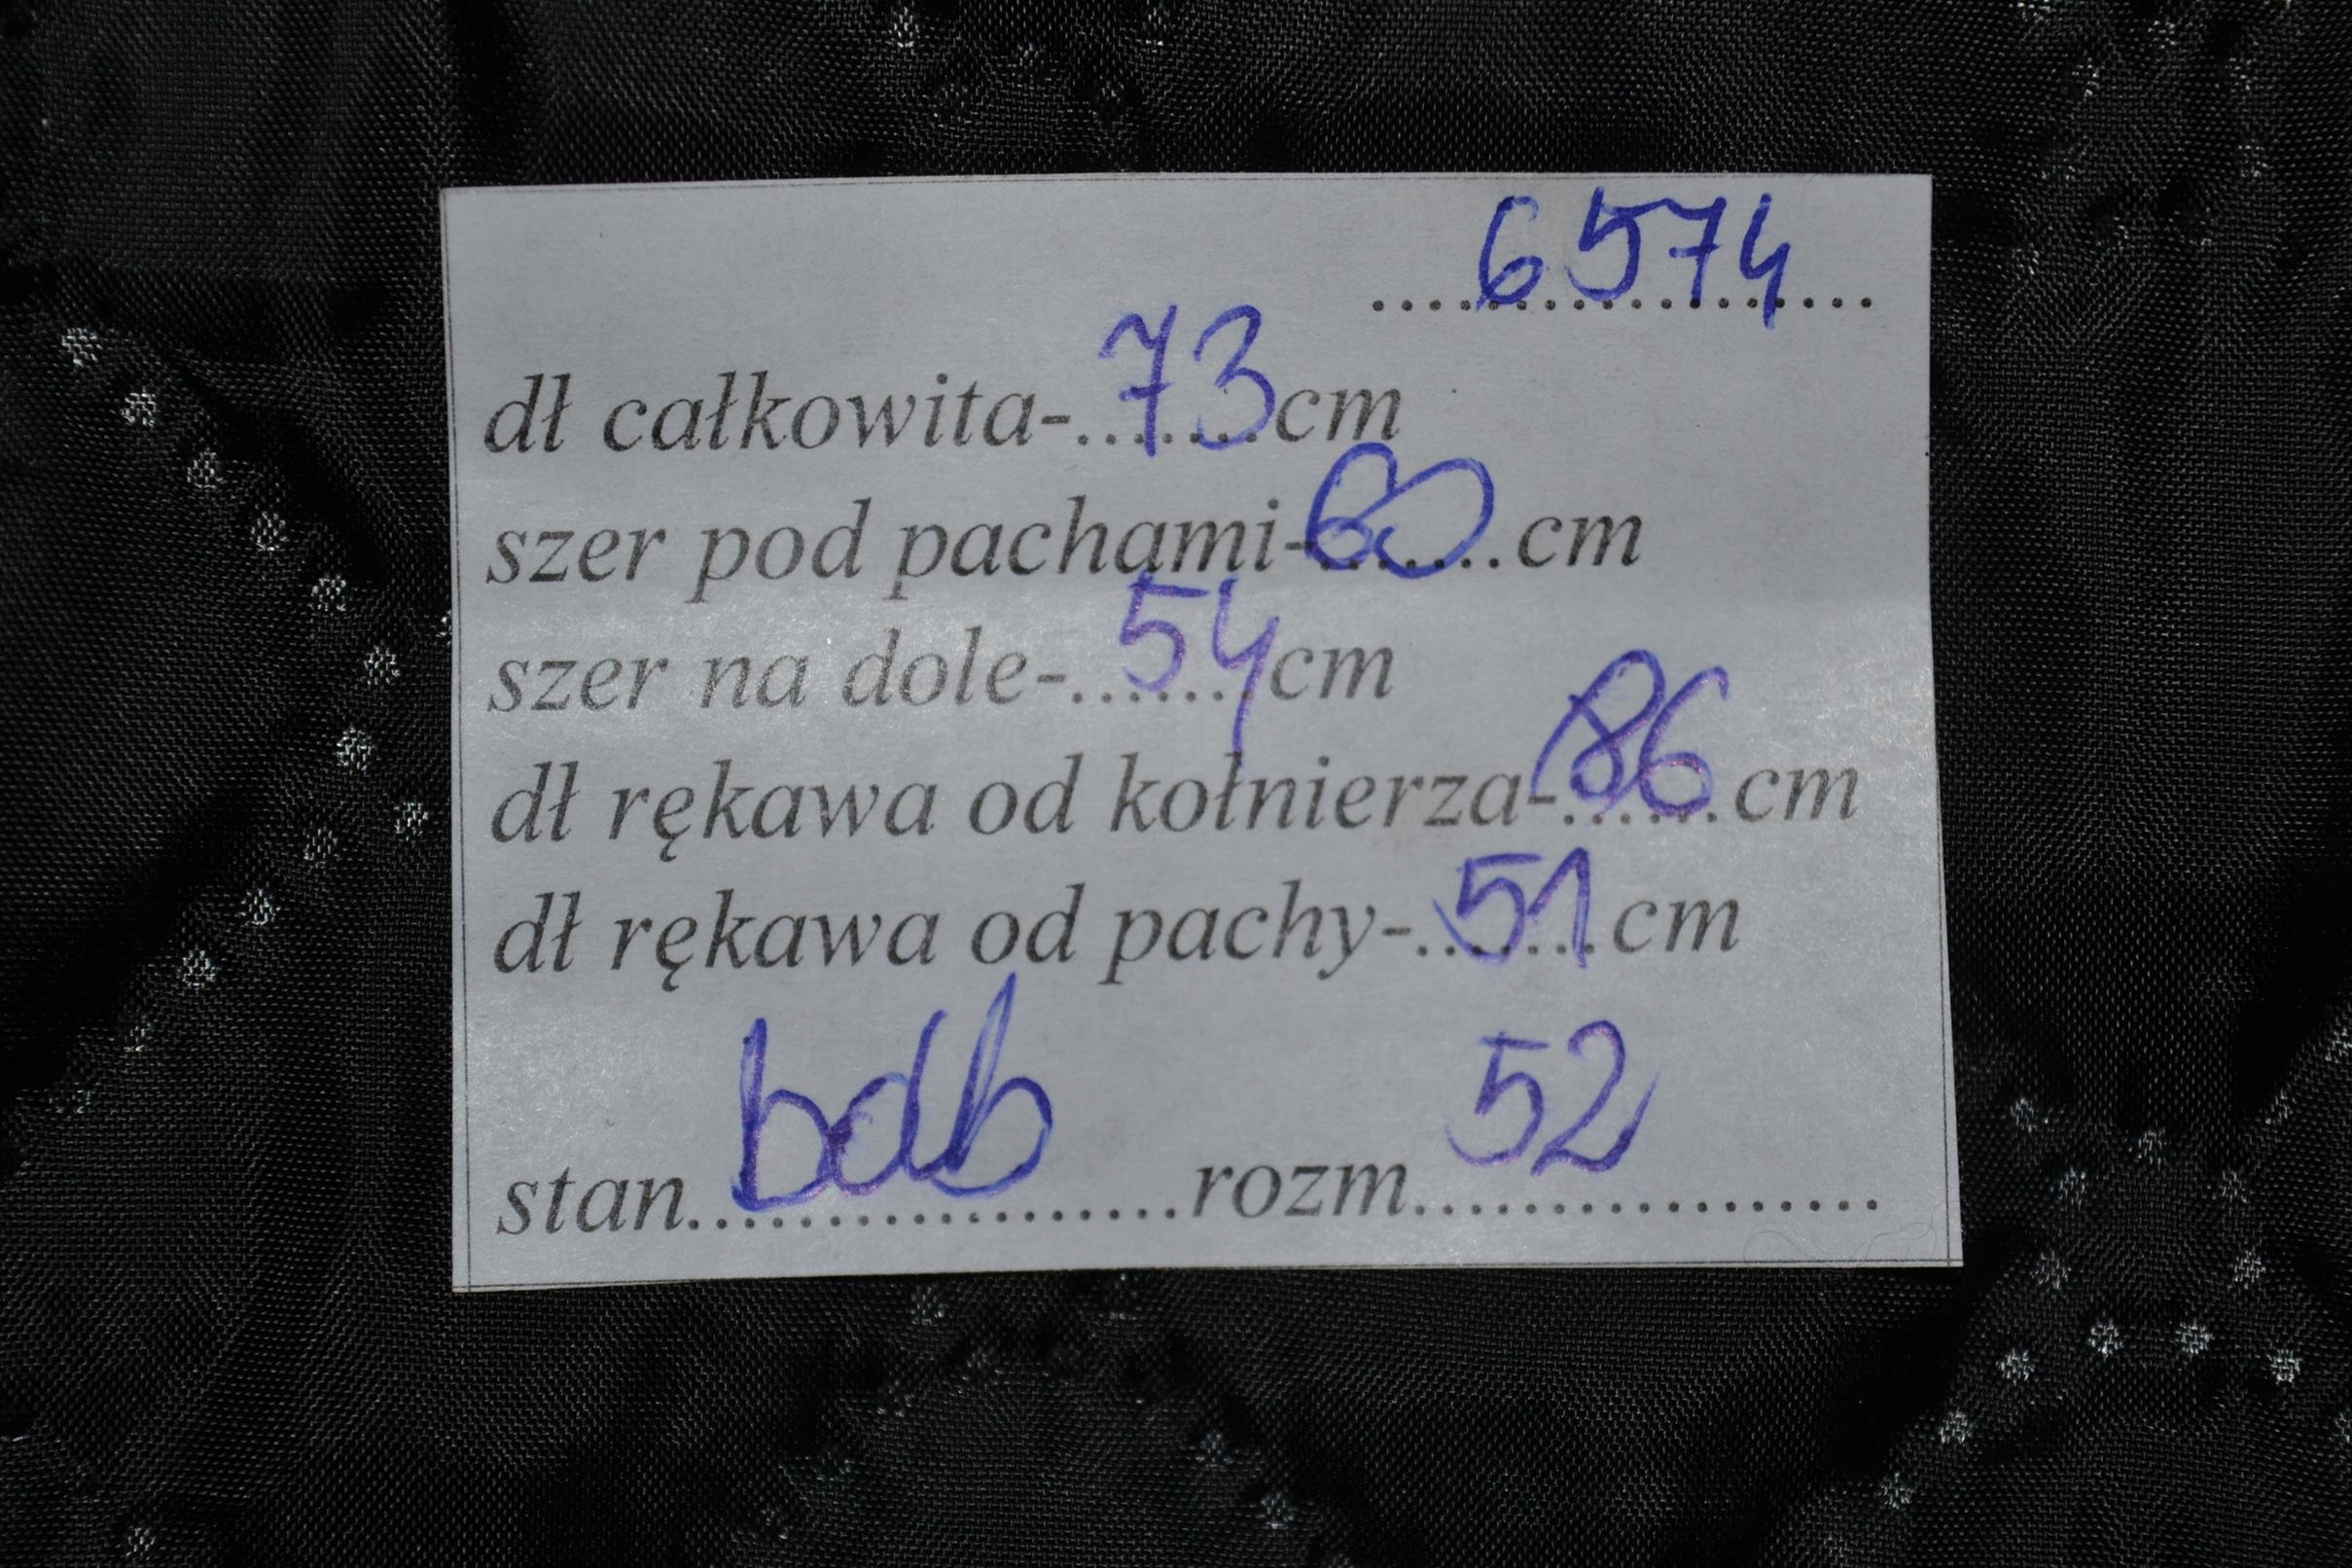 6574
dł całkowita-73cm
szer pod pachami-60cm
szer na dole-54cm
dł rękawa od kołnierza-86cm
dł rękawa od pachy-51cm
stan bdb rozm 52